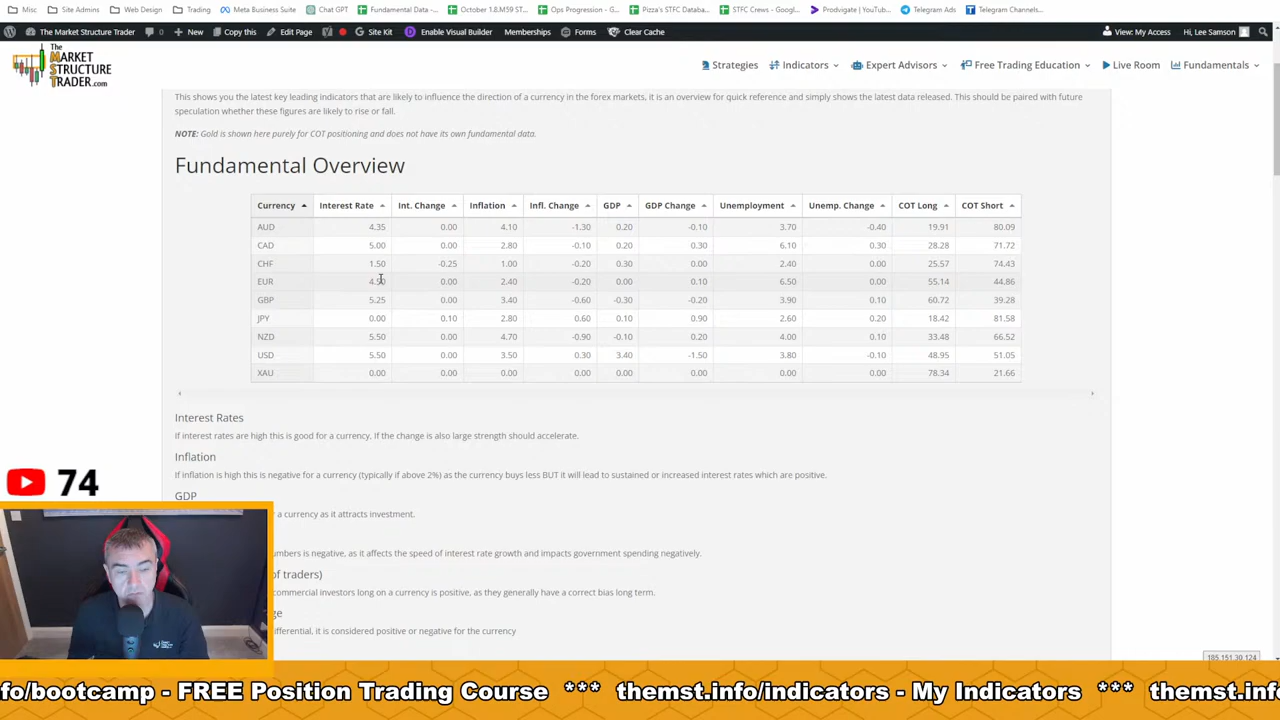 Misc Site Admins Web Design Trading Meta Business Suite Chat GPT Fundamental Data -... October 1.8.M59 ST... Ops Progression - G... Pizza's STFC Databa... STFC Crews - Googl... Prodvigate | YouTub... Telegram Ads Telegram Channels...
The Market Structure Trader 0 New Copy this Edit Page Site Kit Enable Visual Builder Memberships Forms Clear Cache View: My Access Hi, Lee Samson
The MARKET STRUCTURE TRADER.com
Strategies Indicators Expert Advisors Free Trading Education Live Room Fundamentals
This shows you the latest key leading indicators that are likely to influence the direction of a currency in the forex markets, it is an overview for quick reference and simply shows the latest data released. This should be paired with future
speculation whether these figures are likely to rise or fall.
NOTE: Gold is shown here purely for COT positioning and does not have its own fundamental data.
Fundamental Overview
Currency Interest Rate Int. Change Inflation Infl. Change GDP GDP Change Unemployment Unemp. Change COT Long COT Short
AUD 4.35 0.00 4.10 -1.30 0.20 -0.10 3.70 -0.40 19.91 80.09
CAD 5.00 0.00 2.80 -0.10 0.20 0.30 6.10 0.30 28.28 71.72
CHF 1.50 -0.25 1.00 -0.20 0.30 0.00 2.40 0.00 25.57 74.43
EUR 4.50 0.00 2.40 -0.20 0.00 0.10 6.50 0.00 55.14 44.86
GBP 5.25 0.00 3.40 -0.60 -0.30 -0.20 3.90 0.10 60.72 39.28
JPY 0.00 0.10 2.80 0.60 0.10 0.90 2.60 0.20 18.42 81.58
NZD 5.50 0.00 4.70 -0.90 -0.10 0.20 4.00 0.10 33.48 66.52
USD 5.50 0.00 3.50 0.30 3.40 -1.50 3.80 -0.10 48.95 51.05
XAU 0.00 0.00 0.00 0.00 0.00 0.00 0.00 0.00 78.34 21.66
Interest Rates
If interest rates are high this is good for a currency, If the change is also large strength should accelerate.
Inflation
If inflation is high this is negative for a currency (typically if above 2%) as the currency buys less BUT it will lead to sustained or increased interest rates which are positive.
74
GDP
a currency as it attracts investment.
umbers is negative, as it affects the speed of interest rate growth and impacts government spending negatively.
of traders)
commercial investors long on a currency is positive, as they generally have a correct bias long term.
ge
differential, it is considered positive or negative for the currency
185.151.30.124
fo/bootcamp - FREE Position Trading Course *** themst.info/indicators - My Indicators *** themst.inf